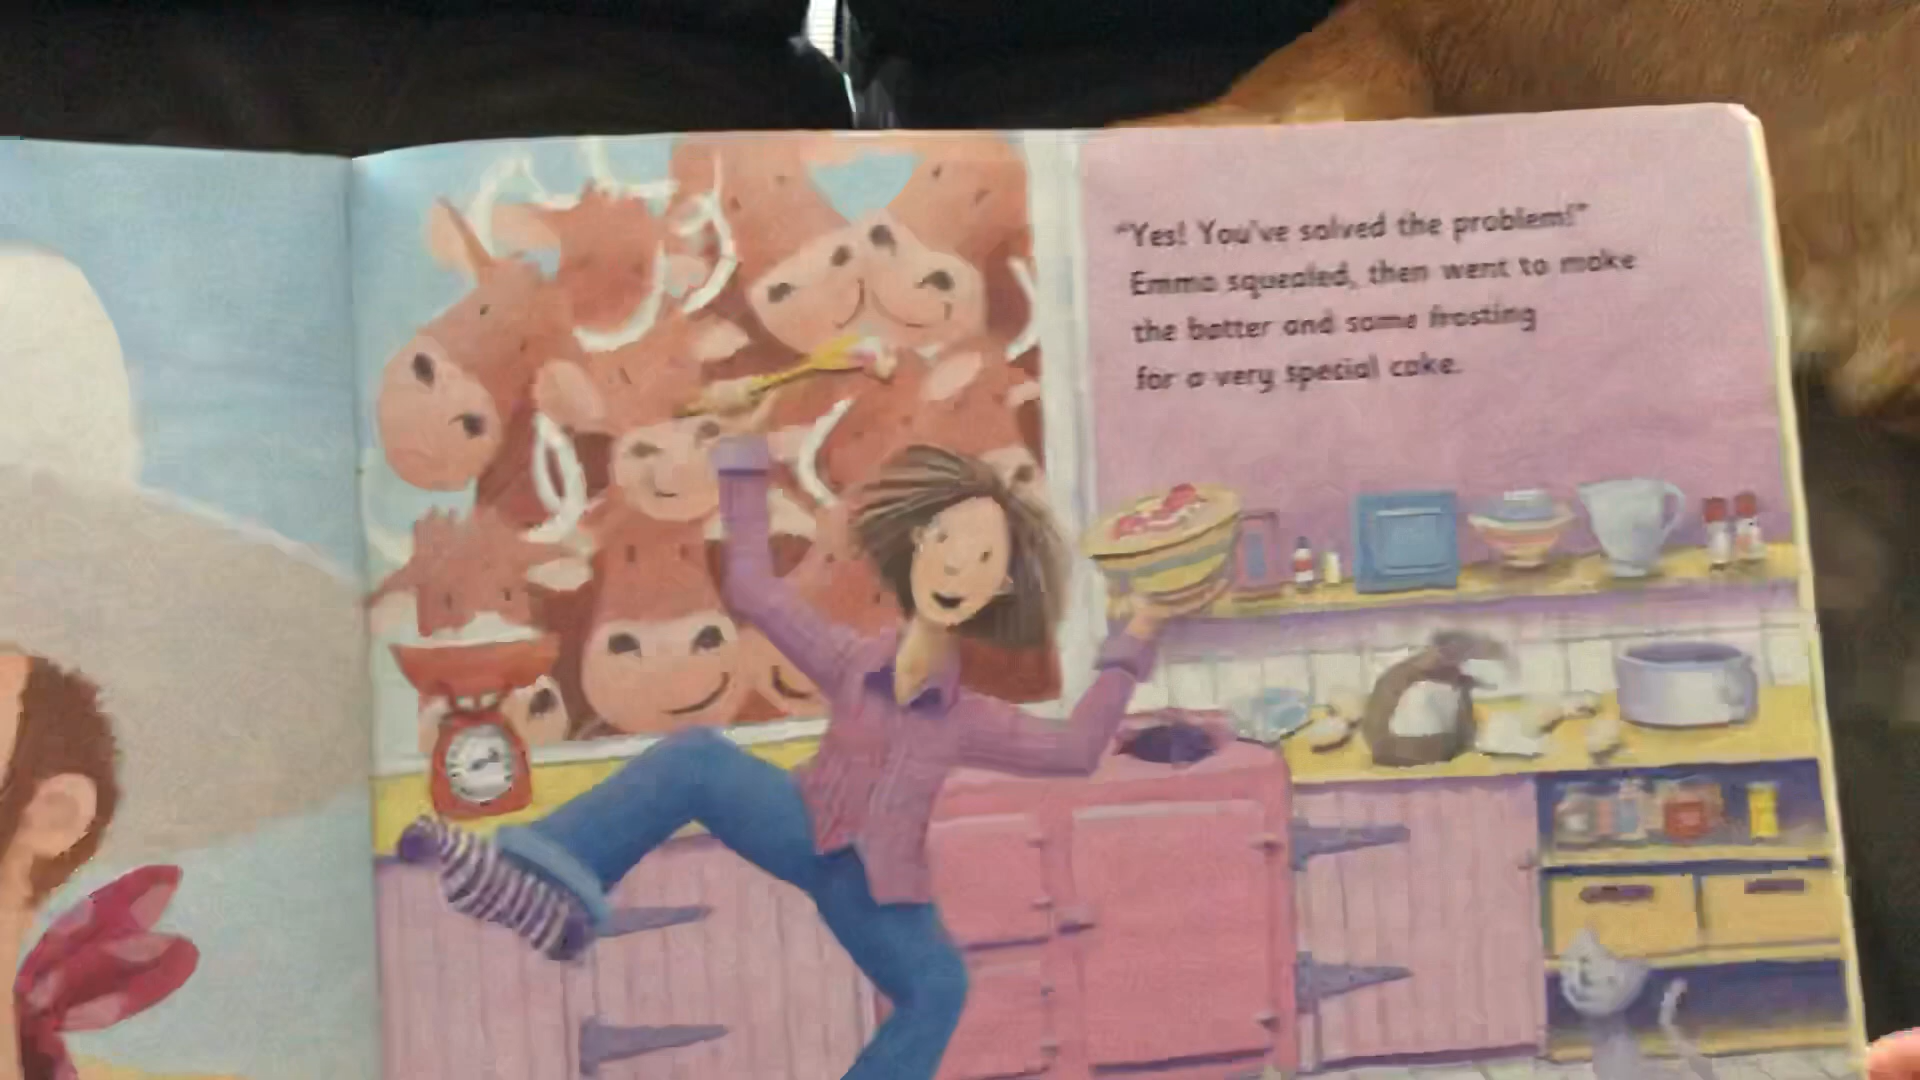 "Yes! You've solved the problem!"
Emma squealed, then went to make
the batter and some frosting
for a very special cake.